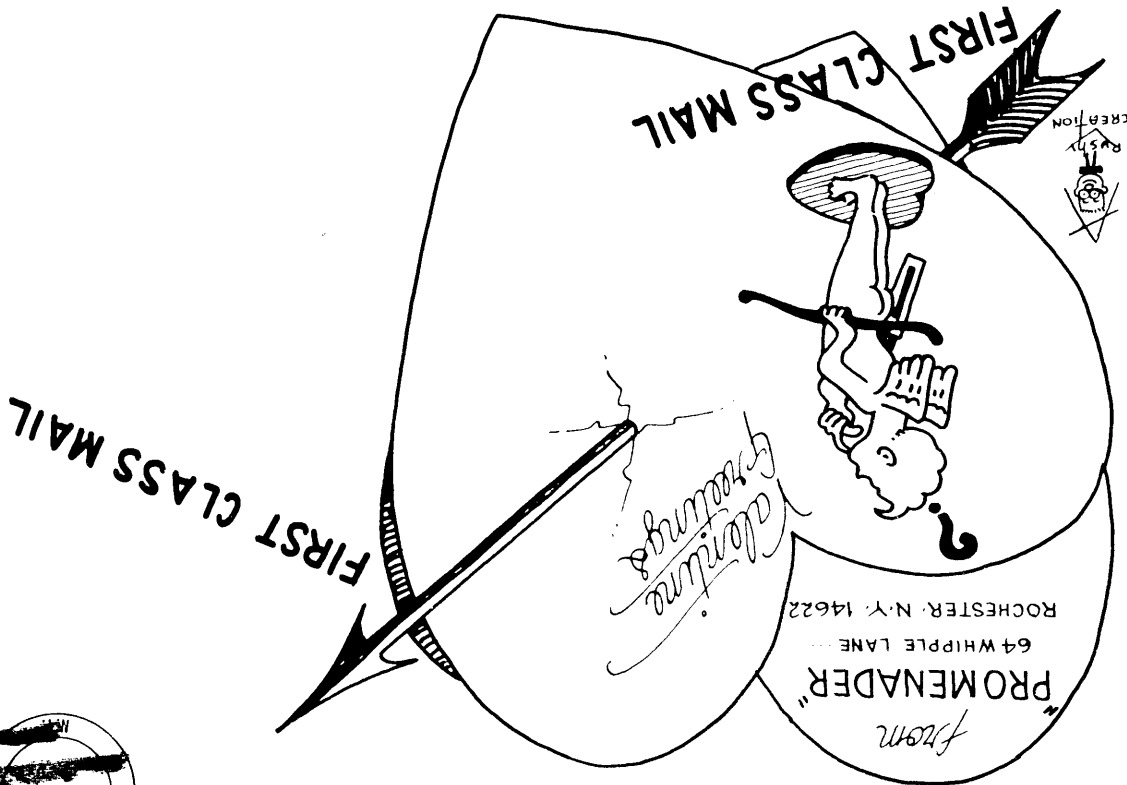 from
"PROMENADER"
64 WHIPPLE LANE ...
ROCHESTER. N.Y. 14622
?
Valentine
Greetings
FIRST CLASS MAIL
RUSTY
CREATION
FIRST CLASS MAIL